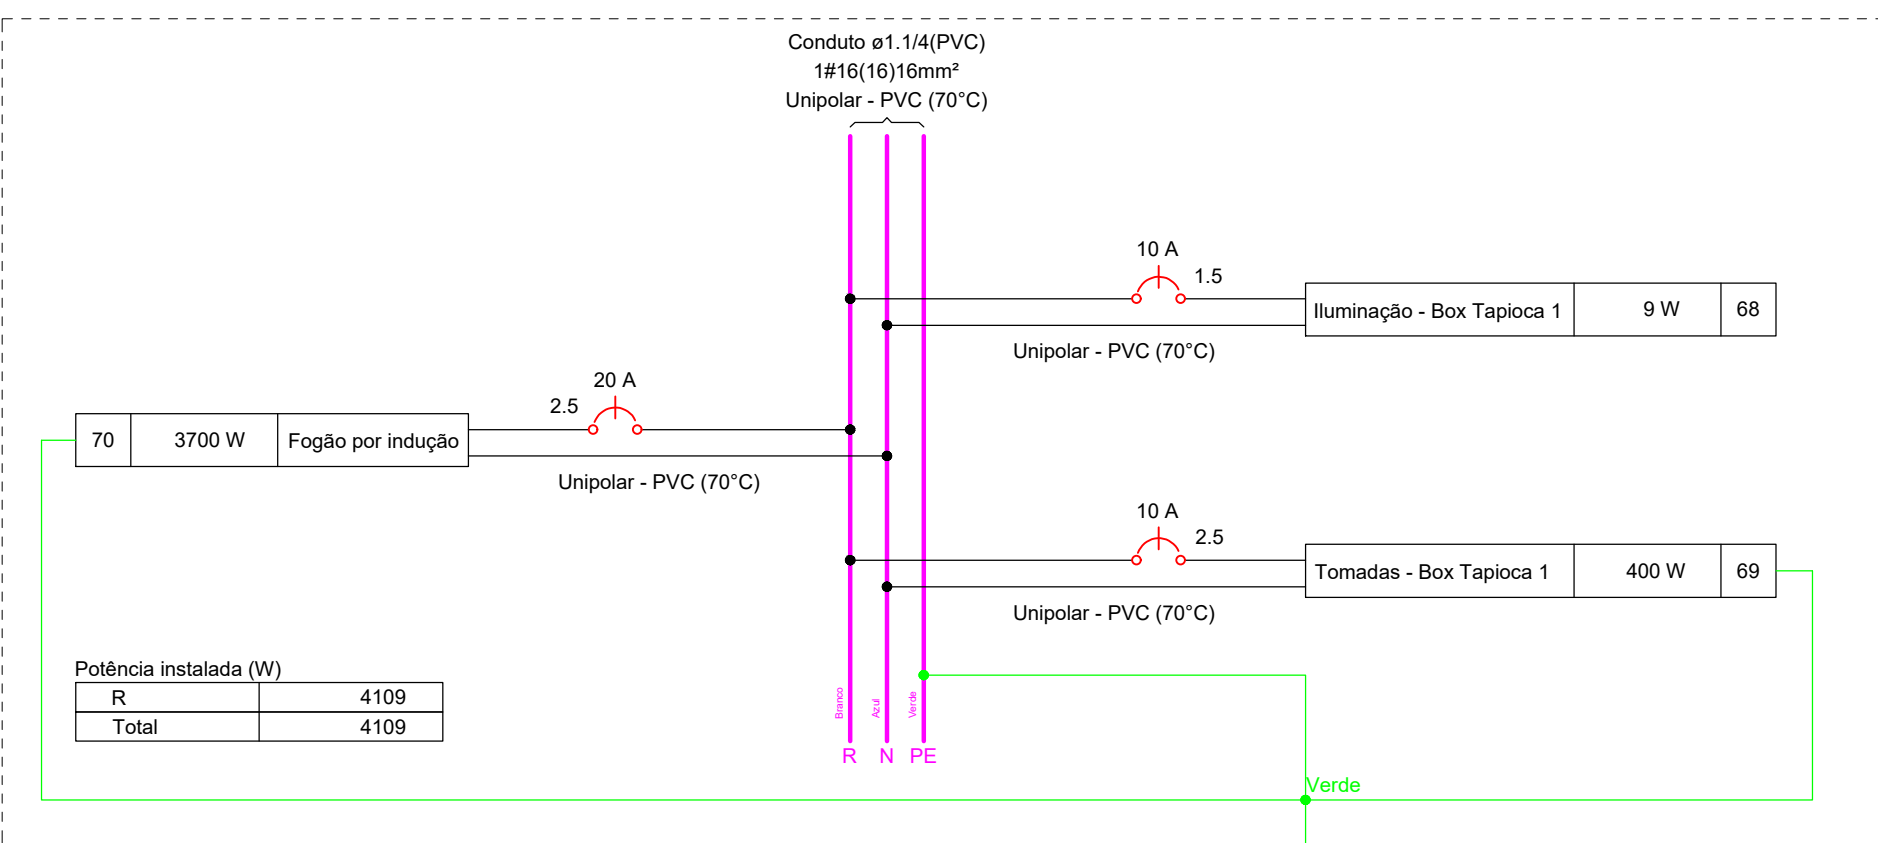 Conduto ø1.1/4(PVC)
1#16(16)16mm²
Unipolar - PVC (70°C)
10 A
1.5
Iluminação - Box Tapioca 1 9 W 68
Unipolar - PVC (70°C)
20 A
2.5
70 3700 W Fogão por indução
Unipolar - PVC (70°C)
10 A
2.5
Tomadas - Box Tapioca 1 400 W 69
Unipolar - PVC (70°C)
Potência instalada (W)
R 4109
Total 4109
Branco
Azul
Verde
R N PE
Verde